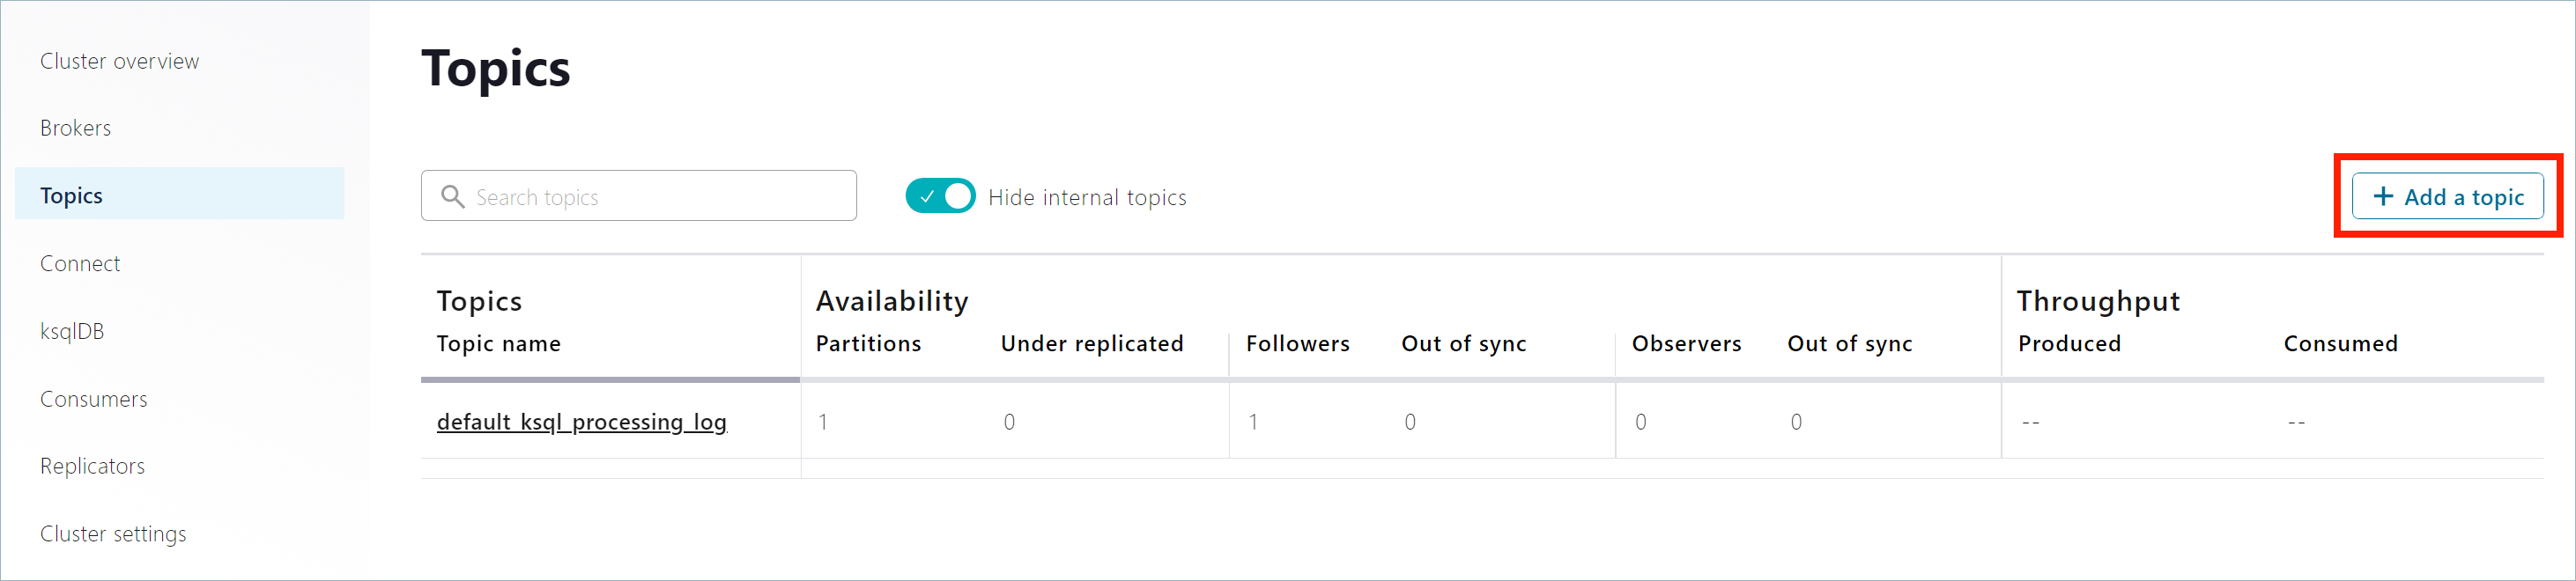 Cluster overview
Brokers
Topics
Connect
ksqlDB
Consumers
Replicators
Cluster settings
Topics
Search topics
Hide internal topics
+ Add a topic
Topics Availability Throughput
Topic name Partitions Under replicated Followers Out of sync Observers Out of sync Produced Consumed
default_ksql_processing_log 1 0 1 0 0 0 -- --